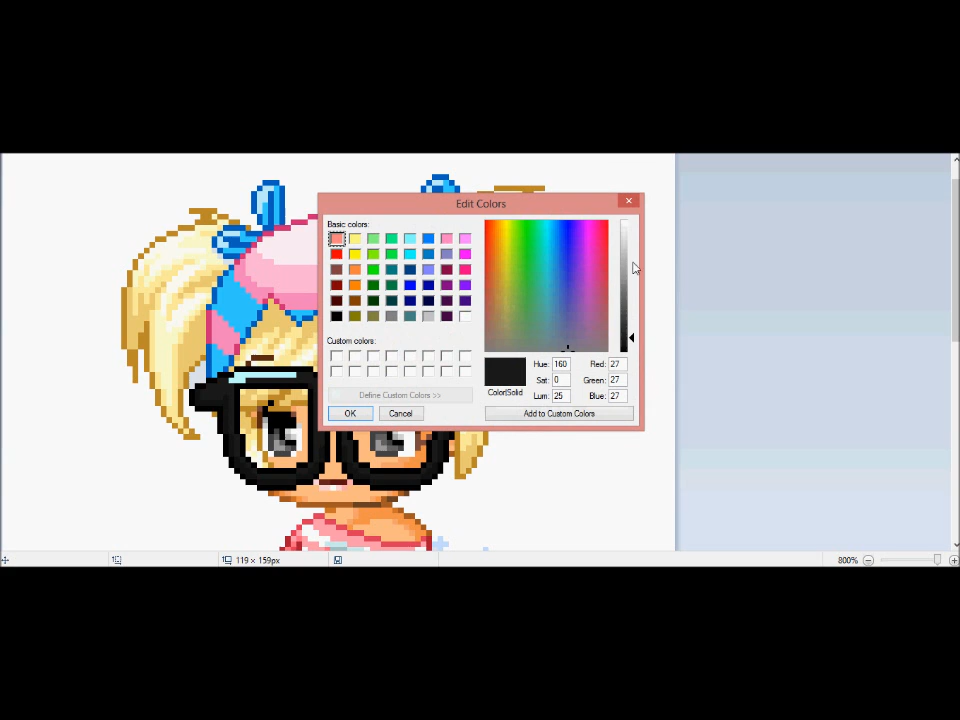 Edit Colors
Basic colors:
Custom colors:
Define Custom Colors >>
OK
Cancel
Color|Solid
Hue: 160
Sat: 0
Lum: 25
Red: 27
Green: 27
Blue: 27
Add to Custom Colors
119 × 159px
800%